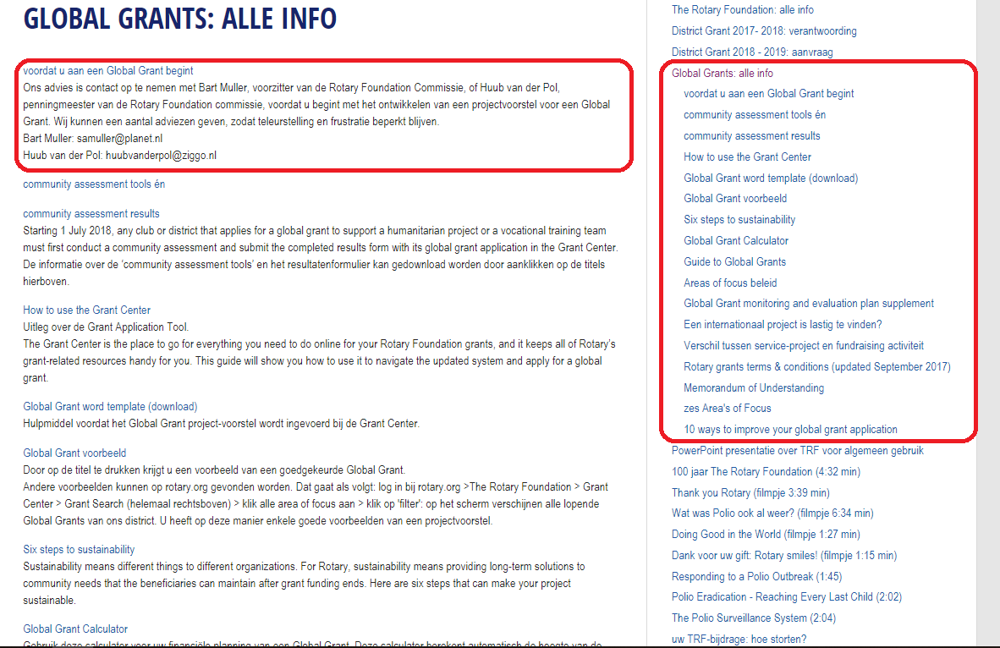 GLOBAL GRANTS: ALLE INFO
voordat u aan een Global Grant begint
Ons advies is contact op te nemen met Bart Muller, voorzitter van de Rotary Foundation Commissie, of Huub van der Pol,
penningmeester van de Rotary Foundation commissie, voordat u begint met het ontwikkelen van een projectvoorstel voor een Global
Grant. Wij kunnen een aantal adviezen geven, zodat teleurstelling en frustratie beperkt blijven.
Bart Muller: samuller@planet.nl
Huub van der Pol: huubvanderpol@ziggo.nl
community assessment tools én
community assessment results
Starting 1 July 2018, any club or district that applies for a global grant to support a humanitarian project or a vocational training team
must first conduct a community assessment and submit the completed results form with its global grant application in the Grant Center.
De informatie over de 'community assessment tools' en het resultatenformulier kan gedownload worden door aanklikken op de titels
hierboven.
How to use the Grant Center
Uitleg over de Grant Application Tool.
The Grant Center is the place to go for everything you need to do online for your Rotary Foundation grants, and it keeps all of Rotary's
grant-related resources handy for you. This guide will show you how to use it to navigate the updated system and apply for a global
grant.
Global Grant word template (download)
Hulpmiddel voordat het Global Grant project-voorstel wordt ingevoerd bij de Grant Center.
Global Grant voorbeeld
Door op de titel te drukken krijgt u een voorbeeld van een goedgekeurde Global Grant.
Andere voorbeelden kunnen op rotary.org gevonden worden. Dat gaat als volgt: log in bij rotary.org >The Rotary Foundation > Grant
Center > Grant Search (helemaal rechtsboven) > klik alle area of focus aan > klik op 'filter': op het scherm verschijnen alle lopende
Global Grants van ons district. U heeft op deze manier enkele goede voorbeelden van een projectvoorstel.
Six steps to sustainability
Sustainability means different things to different organizations. For Rotary, sustainability means providing long-term solutions to
community needs that the beneficiaries can maintain after grant funding ends. Here are six steps that can make your project
sustainable.
Global Grant Calculator
Gebruik deze calculator voor uw financiële planning van een Global Grant. Deze calculator berekent automatisch de hoogte van de
The Rotary Foundation: alle info
District Grant 2017- 2018: verantwoording
District Grant 2018 - 2019: aanvraag
Global Grants: alle info
voordat u aan een Global Grant begint
community assessment tools én
community assessment results
How to use the Grant Center
Global Grant word template (download)
Global Grant voorbeeld
Six steps to sustainability
Global Grant Calculator
Guide to Global Grants
Areas of focus beleid
Global Grant monitoring and evaluation plan supplement
Een internationaal project is lastig te vinden?
Verschil tussen service-project en fundraising activiteit
Rotary grants terms & conditions (updated September 2017)
Memorandum of Understanding
zes Area's of Focus
10 ways to improve your global grant application
PowerPoint presentatie over TRF voor algemeen gebruik
100 jaar The Rotary Foundation (4:32 min)
Thank you Rotary (filmpje 3:39 min)
Wat was Polio ook al weer? (filmpje 6:34 min)
Doing Good in the World (filmpje 1:27 min)
Dank voor uw gift: Rotary smiles! (filmpje 1:15 min)
Responding to a Polio Outbreak (1:45)
Polio Eradication - Reaching Every Last Child (2:02)
The Polio Surveillance System (2:04)
uw TRF-bijdrage: hoe storten?